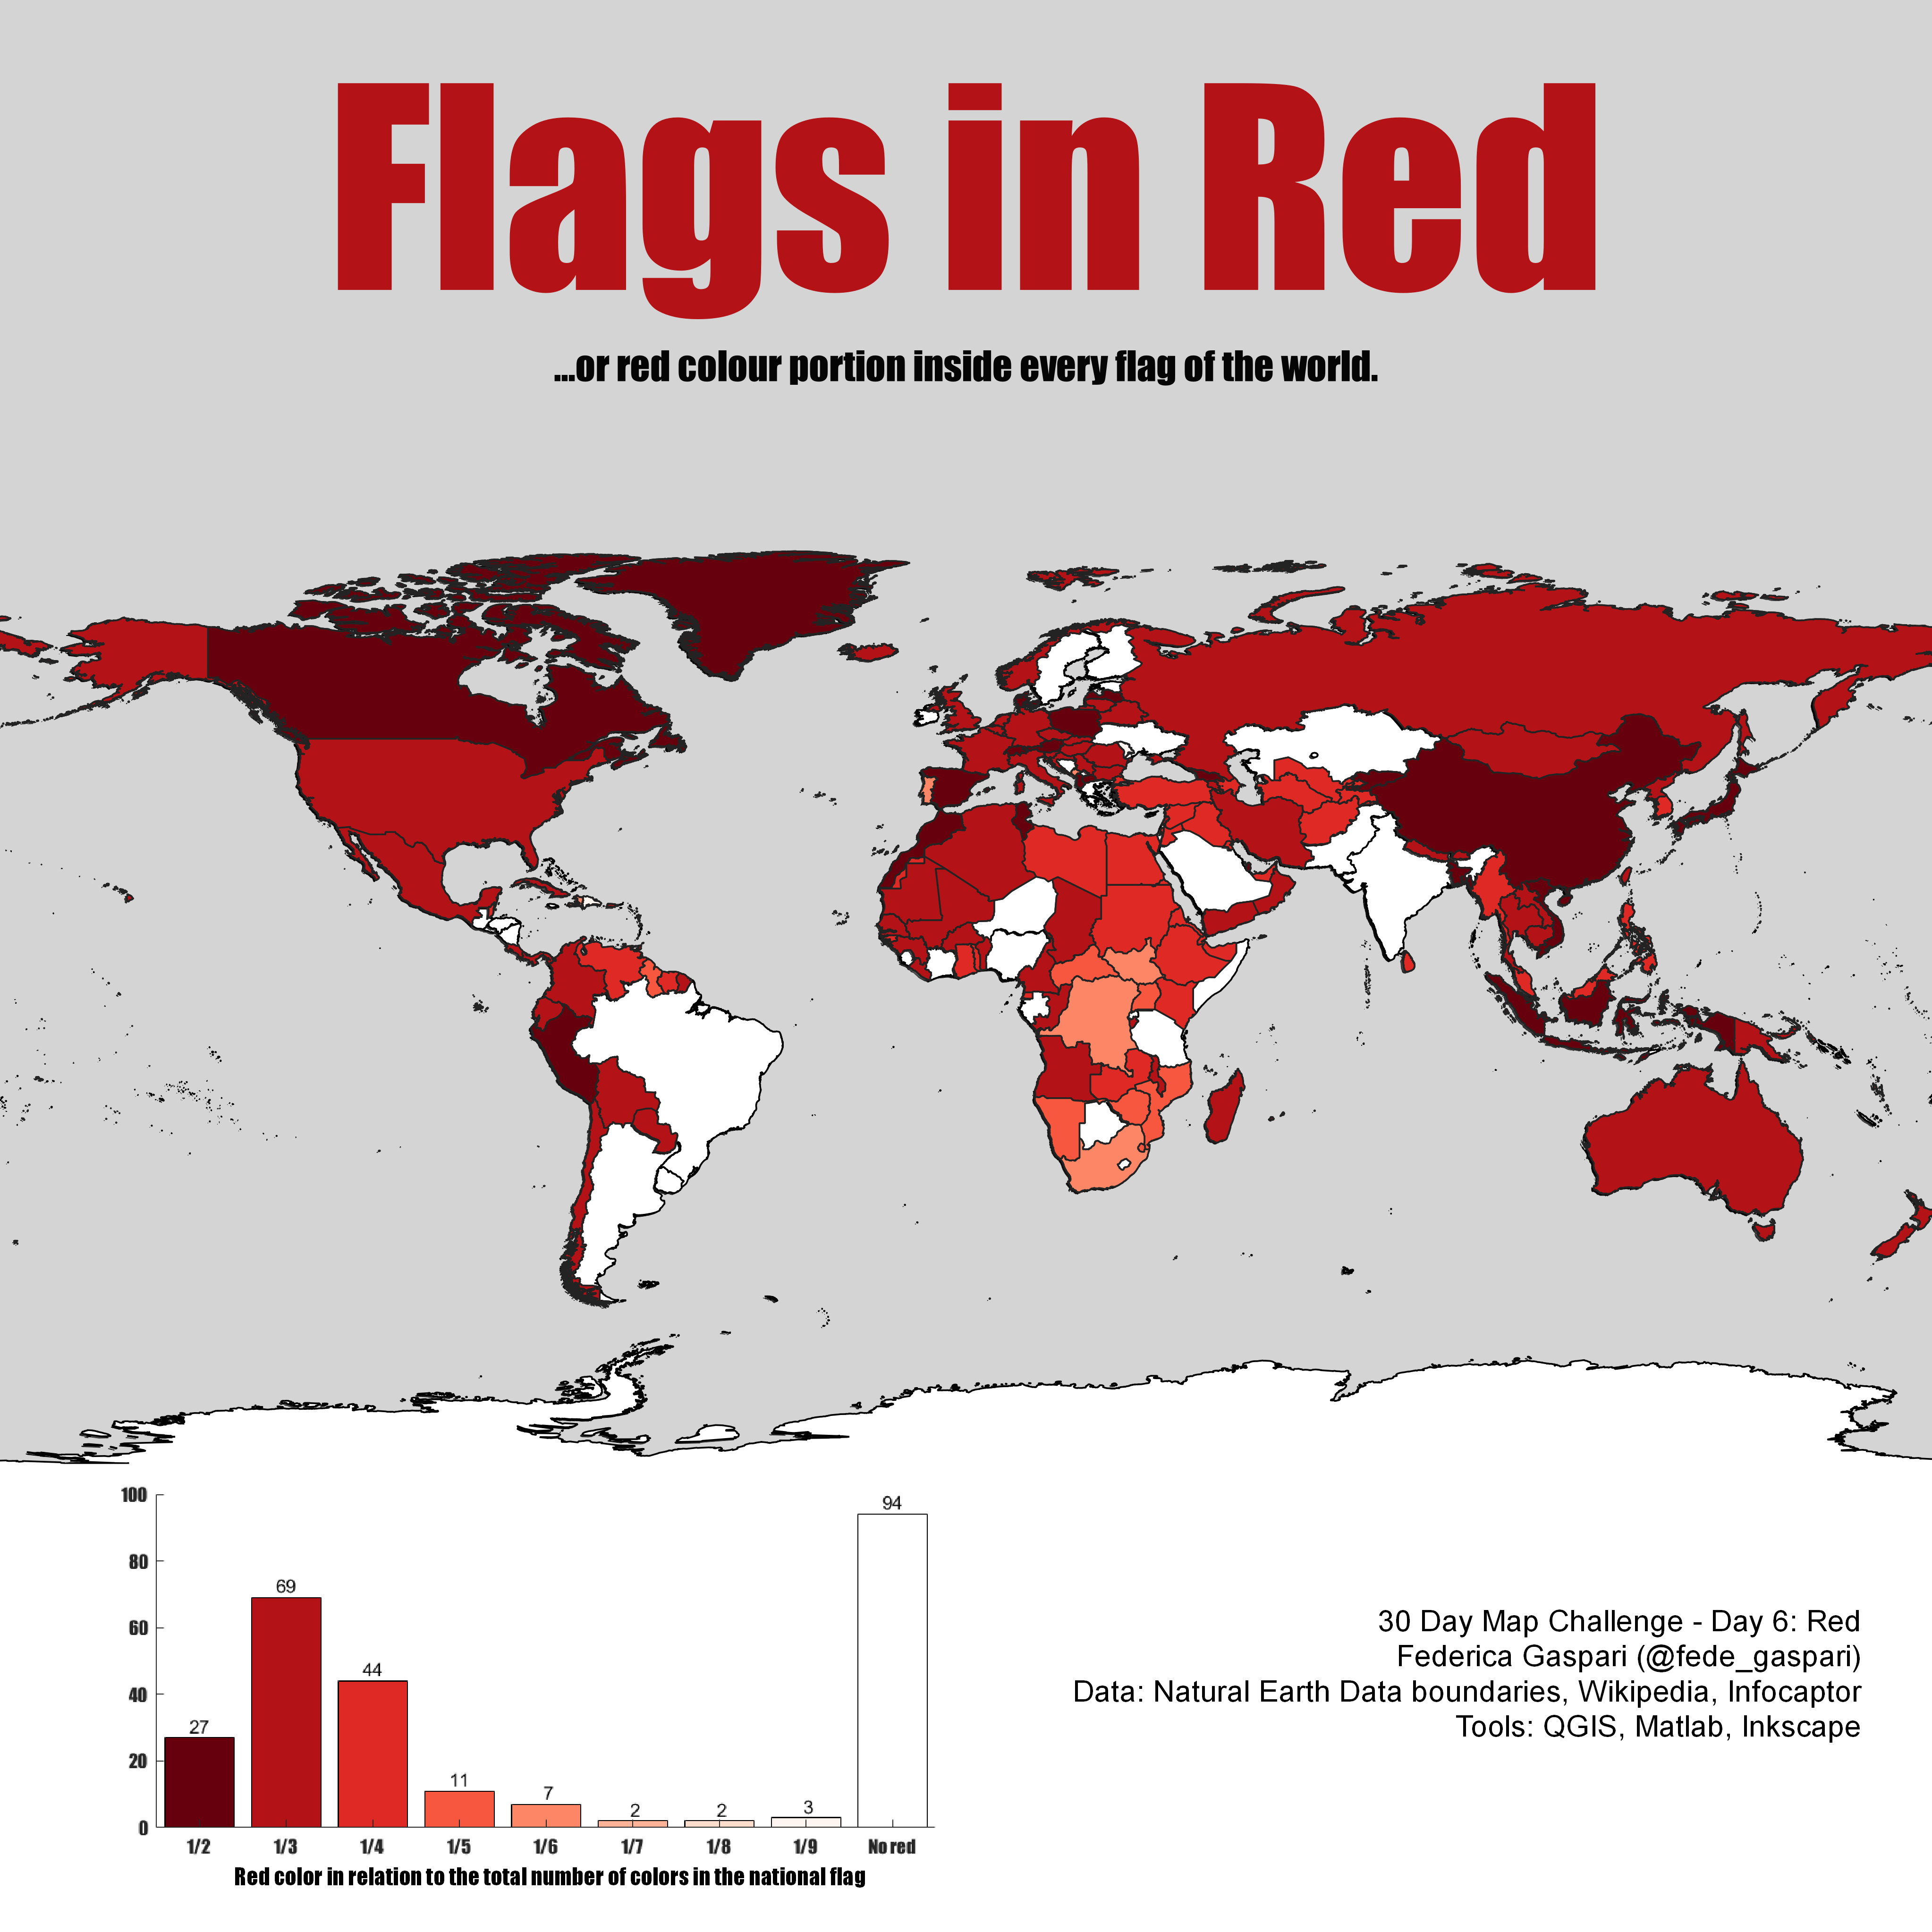 Flags in Red
...or red colour portion inside every flag of the world.
100
80
60
40
20
0
27
69
44
11
7
2
2
3
94
1/2
1/3
1/4
1/5
1/6
1/7
1/8
1/9
No red
Red color in relation to the total number of colors in the national flag
30 Day Map Challenge - Day 6: Red
Federica Gaspari (@fede_gaspari)
Data: Natural Earth Data boundaries, Wikipedia, Infocaptor
Tools: QGIS, Matlab, Inkscape